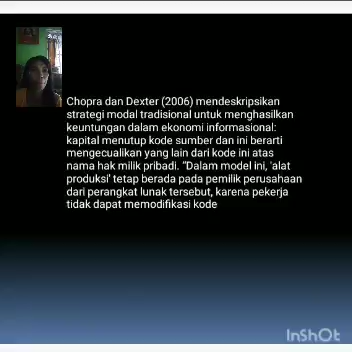 Chopra dan Dexter (2006) mendeskripsikan
strategi modal tradisional untuk menghasilkan
keuntungan dalam ekonomi informasional:
kapital menutup kode sumber dan ini berarti
mengecualikan yang lain dari kode ini atas
nama hak milik pribadi. “Dalam model ini, 'alat
produksi' tetap berada pada pemilik perusahaan
dari perangkat lunak tersebut, karena pekerja
tidak dapat memodifikasi kode
InShOt